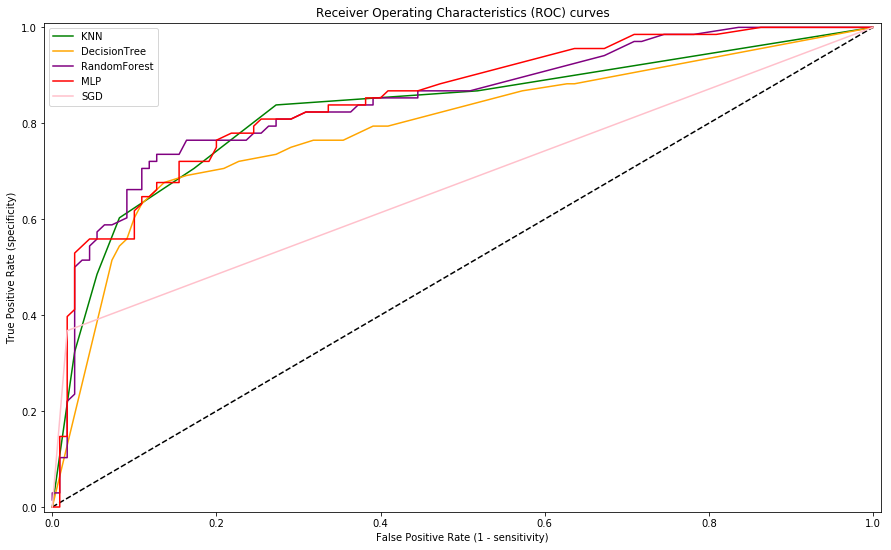 Receiver Operating Characteristics (ROC) curves
KNN
DecisionTree
RandomForest
MLP
SGD
True Positive Rate (specificity)
1.0
0.8
0.6
0.4
0.2
0.0
0.0 0.2 0.4 0.6 0.8 1.0
False Positive Rate (1 - sensitivity)